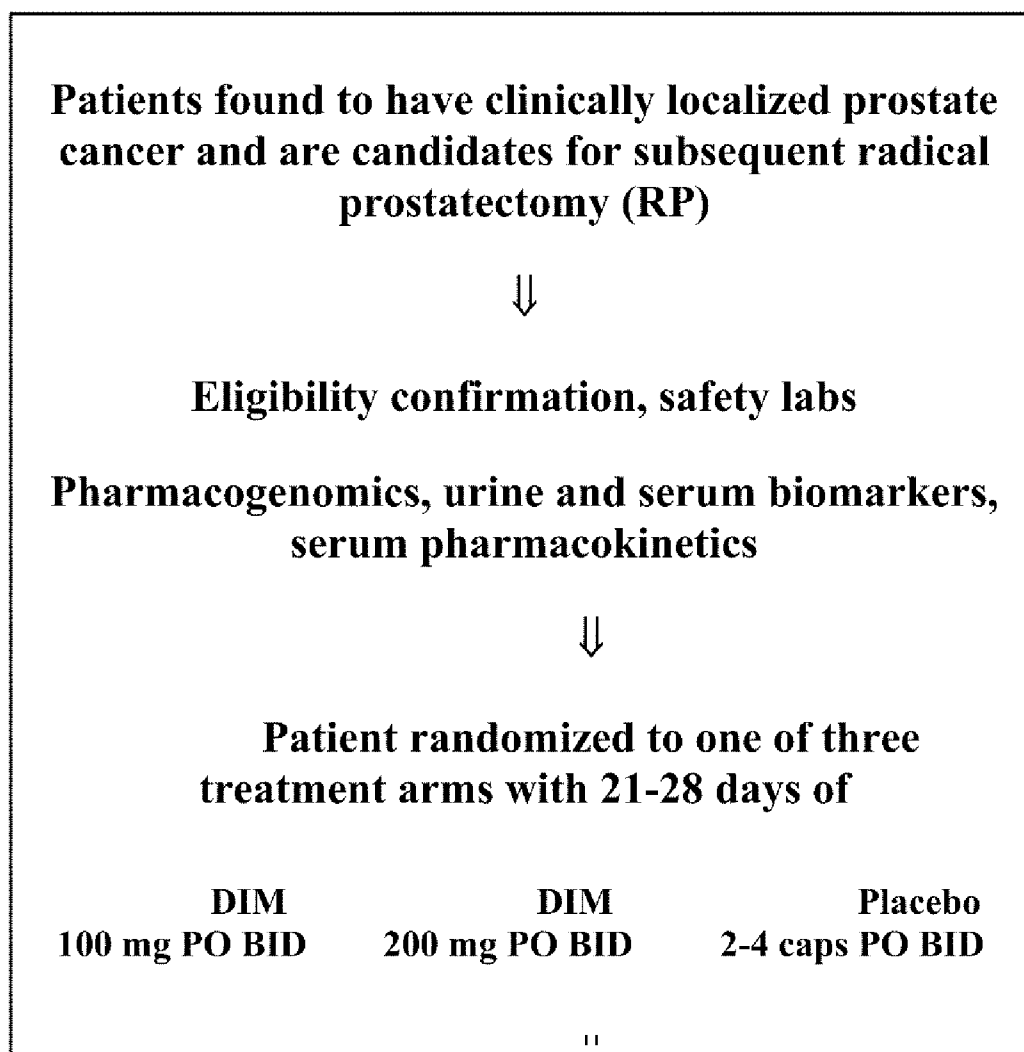 Patients found to have clinically localized prostate
cancer and are candidates for subsequent radical
prostatectomy (RP)
⇓
Eligibility confirmation, safety labs
Pharmacogenomics, urine and serum biomarkers,
serum pharmacokinetics
⇓
Patient randomized to one of three
treatment arms with 21-28 days of
DIM DIM Placebo
100 mg PO BID 200 mg PO BID 2-4 caps PO BID